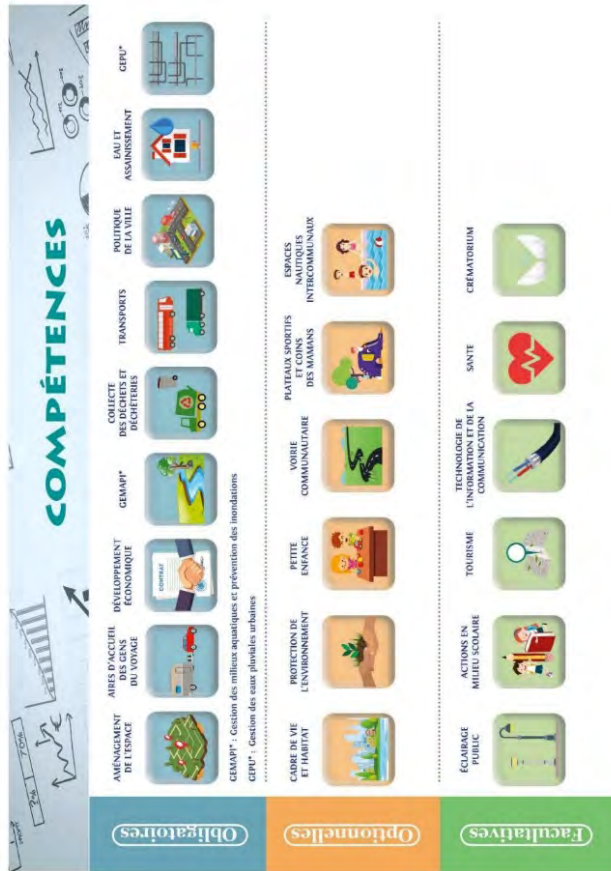 COMPÉTENCES
Obligatoires
AMÉNAGEMENT
DE L'ESPACE
AIRES D'ACCUEIL
DES GENS
DU VOYAGE
DÉVELOPPEMENT
ÉCONOMIQUE
CONTRAT
GEMAPI*
COLLECTE
DES DÉCHETS ET
DÉCHÈTERIES
TRANSPORTS
POLITIQUE
DE LA VILLE
EAU ET
ASSAINISSEMENT
GEPU*
GEMAPI* : Gestion des milieux aquatiques et prévention des inondations
GEPU* : Gestion des eaux pluviales urbaines
Optionnelles
CADRE DE VIE
ET HABITAT
PROTECTION DE
L'ENVIRONNEMENT
PETITE
ENFANCE
VOIRIE
COMMUNAUTAIRE
PLATEAUX SPORTIFS
ET COINS
DES MAMANS
ESPACES
NAUTIQUES
INTERCOMMUNAUX
Facultatives
ÉCLAIRAGE
PUBLIC
ACTIONS EN
MILIEU SCOLAIRE
TOURISME
TECHNOLOGIE DE
L'INFORMATION ET DE LA
COMMUNICATION
SANTE
CRÉMATORIUM